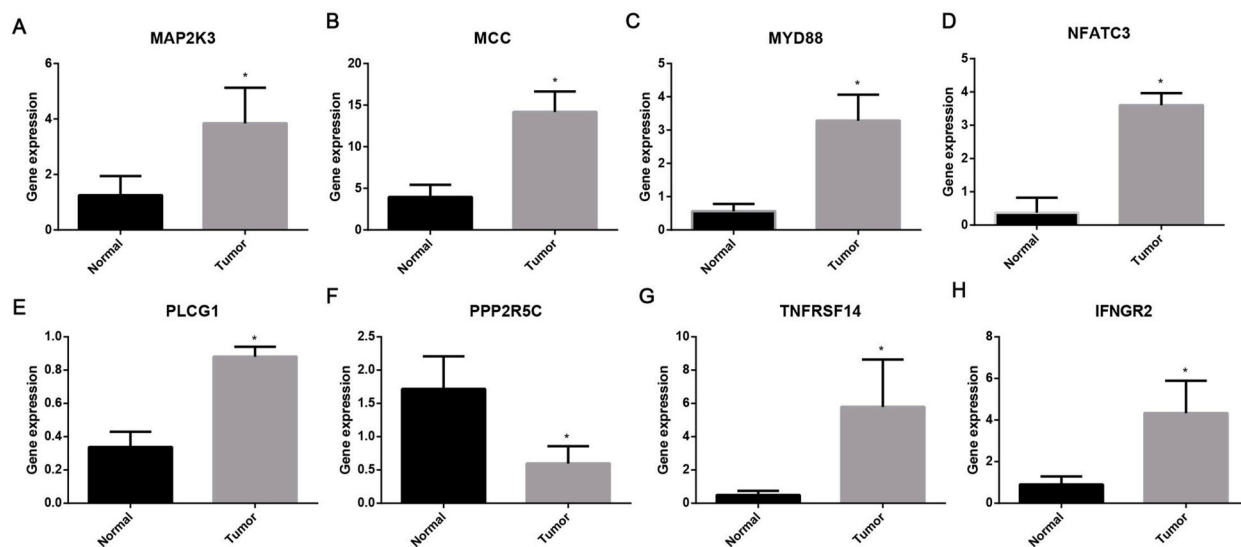 A
MAP2K3
Gene expression
6
4
2
0
*
Normal
Tumor
B
MCC
Gene expression
20
15
10
5
0
*
Normal
Tumor
C
MYD88
Gene expression
5
4
3
2
1
0
*
Normal
Tumor
D
NFATC3
Gene expression
5
4
3
2
1
0
*
Normal
Tumor
E
PLCG1
Gene expression
1.0
0.8
0.6
0.4
0.2
0.0
*
Normal
Tumor
F
PPP2R5C
Gene expression
2.5
2.0
1.5
1.0
0.5
0.0
*
Normal
Tumor
G
TNFRSF14
Gene expression
10
8
6
4
2
0
*
Normal
Tumor
H
IFNGR2
Gene expression
8
6
4
2
0
*
Normal
Tumor